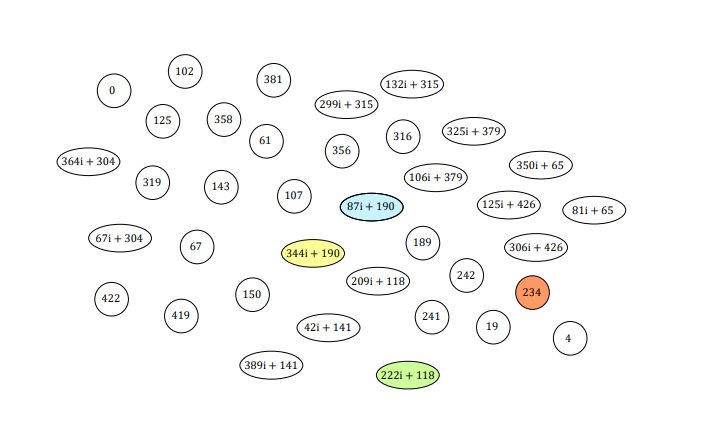 102
381
132i + 315
0
299i + 315
125
358
325i + 379
316
61
356
364i + 304
350i + 65
106i + 379
319
143
107
125i + 426
87i + 190
81i + 65
67i + 304
189
67
306i + 426
344i + 190
242
209i + 118
234
150
422
419
241
42i + 141
19
4
389i + 141
222i + 118